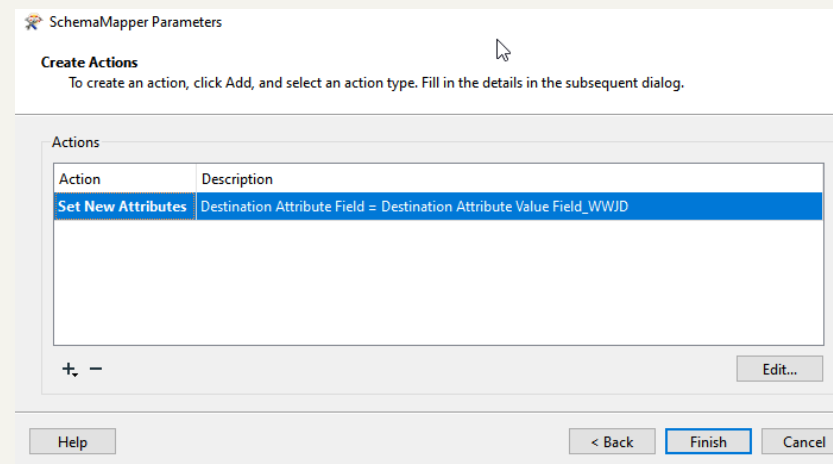 SchemaMapper Parameters
Create Actions
To create an action, click Add, and select an action type. Fill in the details in the subsequent dialog.
Actions
Action Description
Set New Attributes Destination Attribute Field = Destination Attribute Value Field_WWJD
Edit...
Help < Back Finish Cancel